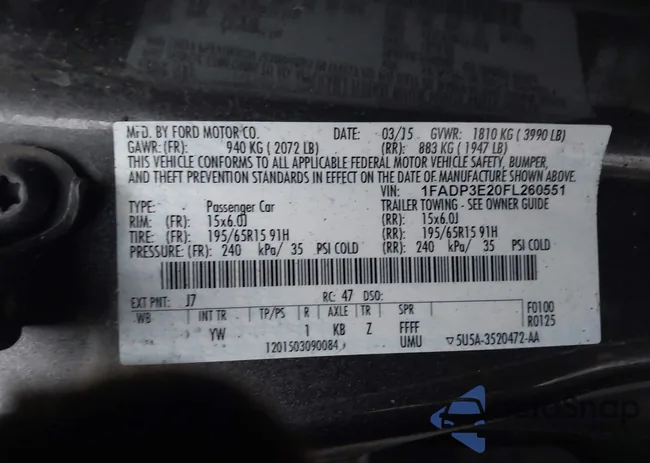 MFD. BY FORD MOTOR CO. DATE: 03/15 GVWR: 1810 KG ( 3990 LB)
GAWR: (FR): 940 KG ( 2072 LB) (RR): 883 KG ( 1947 LB)
THIS VEHICLE CONFORMS TO ALL APPLICABLE FEDERAL MOTOR VEHICLE SAFETY, BUMPER,
AND THEFT PREVENTION STANDARDS IN EFFECT ON THE DATE OF MANUFACTURE SHOWN ABOVE.
VIN: 1FADP3E20FL260551
TYPE: Passenger Car TRAILER TOWING - SEE OWNER GUIDE
RIM: (FR): 15x6.0J (RR): 15x6.0J
TIRE: (FR): 195/65R15 91H (RR): 195/65R15 91H
PRESSURE: (FR): 240 kPa/ 35 PSI COLD (RR): 240 kPa/ 35 PSI COLD
EXT PNT: J7 RC: 47 DSO:
WB INT TR TP/PS R AXLE TR SPR F0100
YW 1 KB Z FFFF R0125
1201503090084 UMU ▽5U5A-3520472-AA